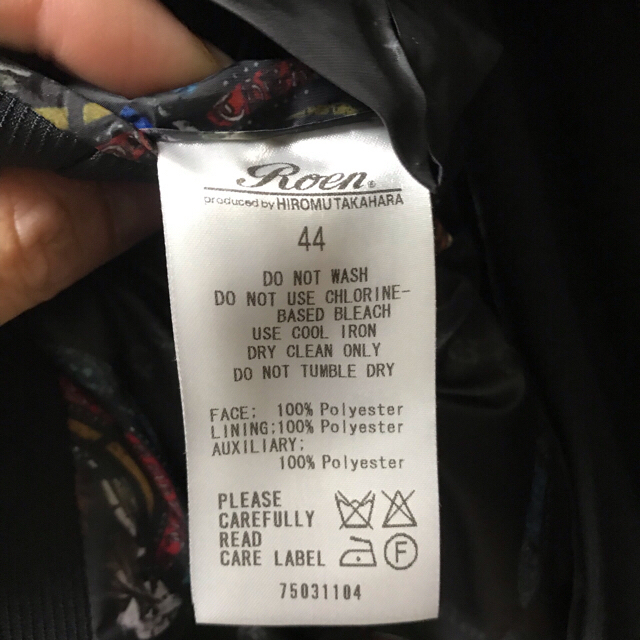 Roen®
produced by HIROMU TAKAHARA
44
DO NOT WASH
DO NOT USE CHLORINE-
BASED BLEACH
USE COOL IRON
DRY CLEAN ONLY
DO NOT TUMBLE DRY
FACE; 100% Polyester
LINING;100% Polyester
AUXILIARY;
100% Polyester
PLEASE
CAREFULLY
READ
CARE LABEL
F
75031104